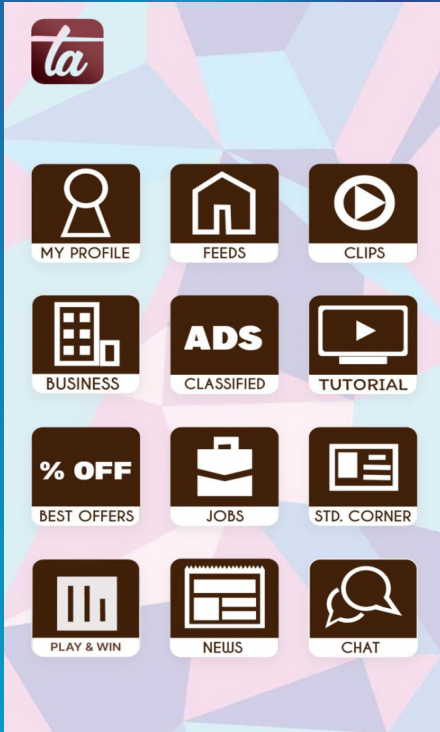 ta
MY PROFILE
FEEDS
CLIPS
BUSINESS
ADS
CLASSIFIED
TUTORIAL
% OFF
BEST OFFERS
JOBS
STD. CORNER
PLAY & WIN
NEWS
CHAT